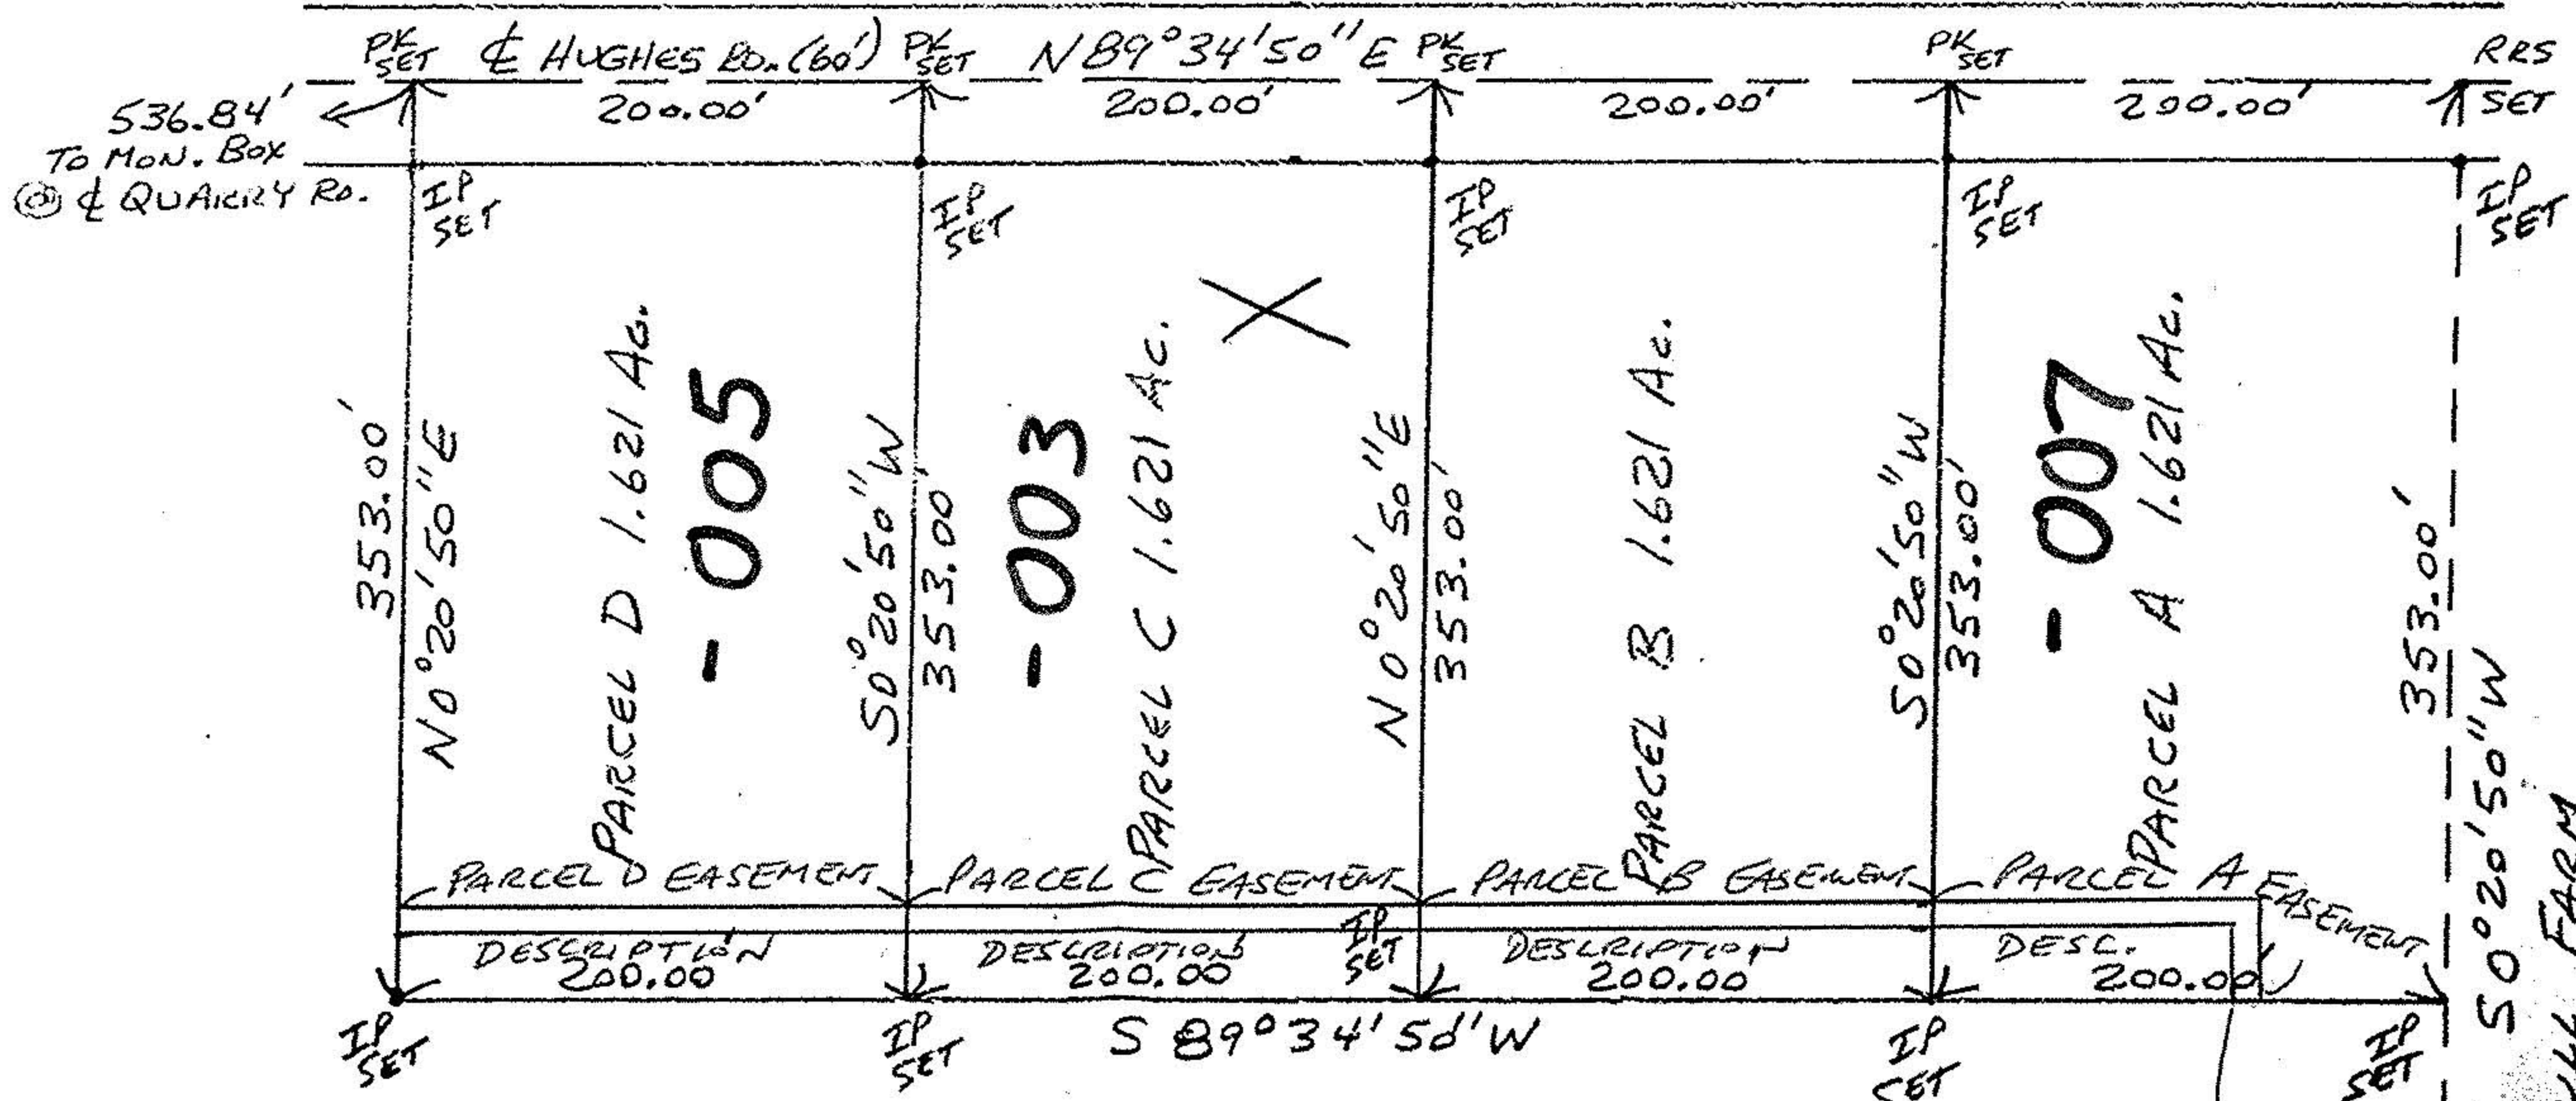 PK SET ℄ HUGHES RD. (60') PK SET N 89°34'50" E PK SET PK SET RRS SET
536.84' 200.00' 200.00' 200.00' 200.00'
TO MON. BOX
@ ℄ QUARRY RD.
IP SET IP SET IP SET IP SET IP SET
353.00'
N 0°20'50" E
PARCEL D 1.621 AC.
- 005
S 0°20'50" W
353.00'
- 003
PARCEL C 1.621 AC.
X
N 0°20'50" E
353.00'
PARCEL B 1.621 AC.
S 0°20'50" W
353.00'
- 007
PARCEL A 1.621 AC.
353.00'
S 0°20'50" W
FARM
PARCEL D EASEMENT PARCEL C EASEMENT PARCEL B EASEMENT PARCEL A EASEMENT
DESCRIPTION DESCRIPTION IP SET DESCRIPTION DESC.
200.00 200.00 200.00 200.00
IP SET IP SET S 89°34'50" W IP SET IP SET